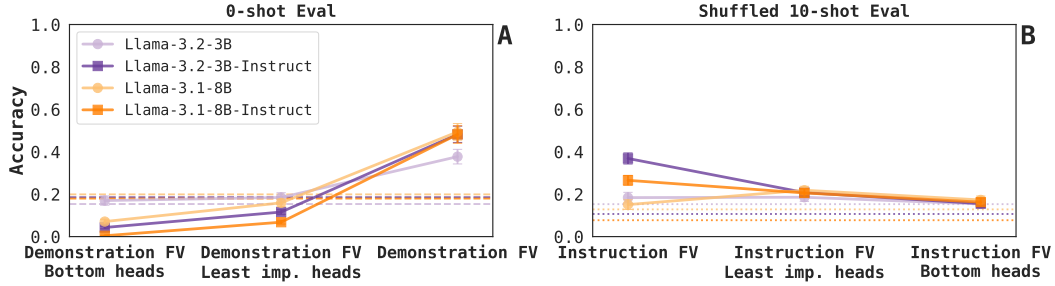 0-shot Eval
A
Accuracy
1.0
0.8
0.6
0.4
0.2
0.0
Llama-3.2-3B
Llama-3.2-3B-Instruct
Llama-3.1-8B
Llama-3.1-8B-Instruct
Demonstration FV
Bottom heads
Demonstration FV
Least imp. heads
Demonstration FV
Shuffled 10-shot Eval
B
1.0
0.8
0.6
0.4
0.2
0.0
Instruction FV
Instruction FV
Least imp. heads
Instruction FV
Bottom heads